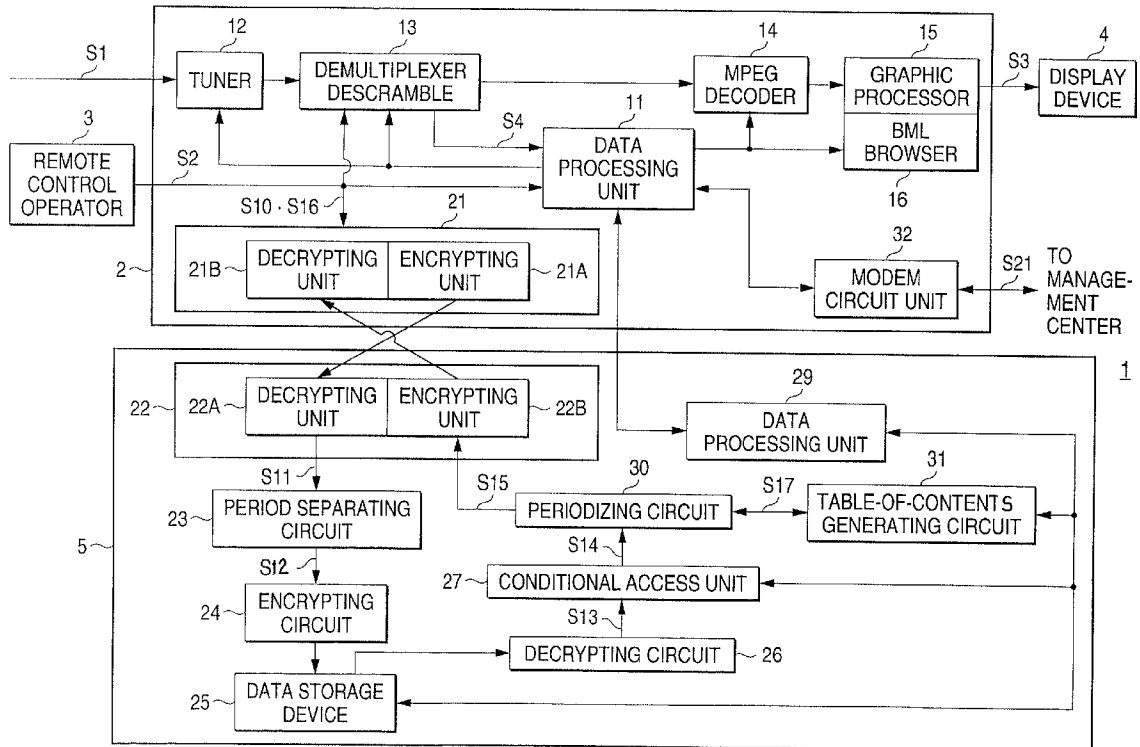 12
13
14
15
4
S1
TUNER
DEMULTIPLEXER
DESCRAMBLE
MPEG
DECODER
GRAPHIC
PROCESSOR
S3
DISPLAY
DEVICE
3
11
BML
BROWSER
16
REMOTE
CONTROL
OPERATOR
S2
S4
DATA
PROCESSING
UNIT
S10 · S16
21
2
21B
DECRYPTING
UNIT
ENCRYPTING
UNIT
21A
32
MODEM
CIRCUIT UNIT
S21
TO
MANAGE-
MENT
CENTER
1
22
22A
DECRYPTING
UNIT
ENCRYPTING
UNIT
22B
29
DATA
PROCESSING UNIT
S11
S15
30
31
23
PERIOD SEPARATING
CIRCUIT
PERIODIZING CIRCUIT
S17
TABLE-OF-CONTENTS
GENERATING CIRCUIT
5
S12
S14
27
CONDITIONAL ACCESS UNIT
24
ENCRYPTING
CIRCUIT
S13
DECRYPTING CIRCUIT
26
25
DATA STORAGE
DEVICE